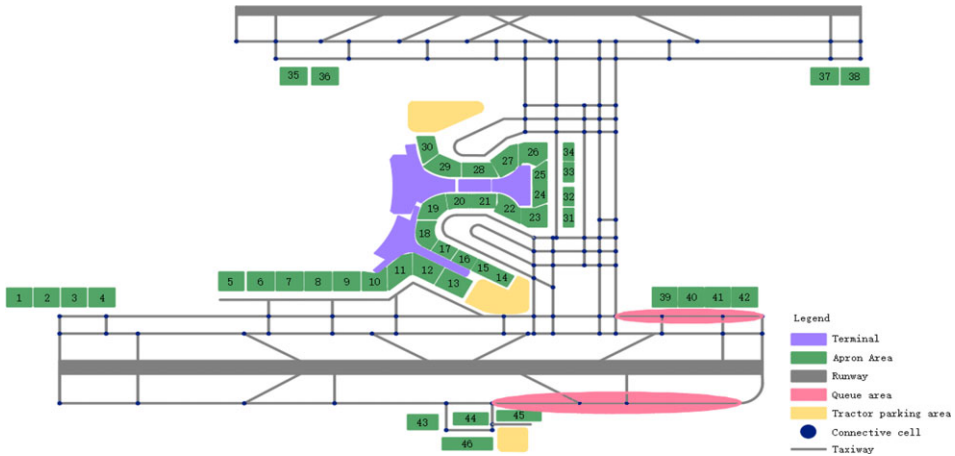 35 36 37 38
30
29 28 27 26 34
25 33
24 32
19 20 21 22 23 31
18
17
16
15
14
11 12 13
5 6 7 8 9 10
1 2 3 4
39 40 41 42
43 44 45
46
Legend
Terminal
Apron Area
Runway
Queue area
Tractor parking area
Connective cell
Taxiway